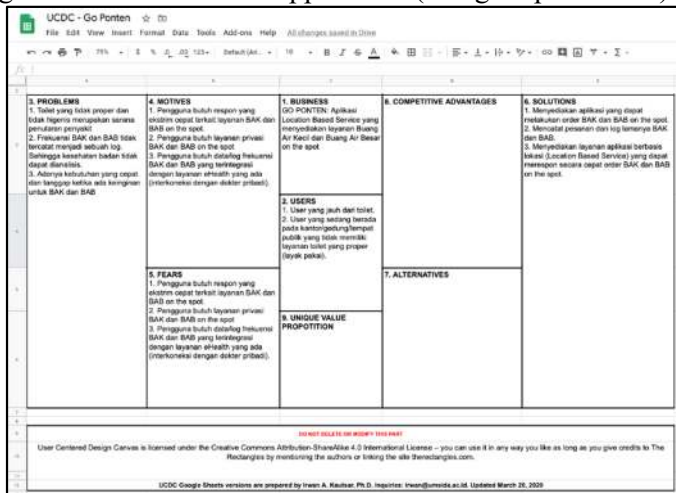 UCDC - Go Ponten
File Edit View Insert Format Data Tools Add-ons Help All changes saved in Drive
75% $ % .0 .00 123 Default (Ari... 10 B I S A
3. PROBLEMS
1. Toilet yang tidak proper dan
tidak higenis merupakan sarana
penularan penyakit
2. Frekuensi BAK dan BAB tidak
tercatat menjadi sebuah log.
Sehingga kesehatan badan tidak
dapat dianalisis.
3. Adanya kebutuhan yang cepat
dan tanggap ketika ada keinginan
untuk BAK dan BAB
4. MOTIVES
1. Pengguna butuh respon yang
ekstrim cepat terkait layanan BAK dan
BAB on the spot.
2. Pengguna butuh layanan privasi
BAK dan BAB on the spot
3. Pengguna butuh data/log frekuensi
BAK dan BAB yang terintegrasi
dengan layanan eHealth yang ada
(interkoneksi dengan dokter pribadi).
5. FEARS
1. Pengguna butuh respon yang
ekstrim cepat terkait layanan BAK dan
BAB on the spot.
2. Pengguna butuh layanan privasi
BAK dan BAB on the spot
3. Pengguna butuh data/log frekuensi
BAK dan BAB yang terintegrasi
dengan layanan eHealth yang ada
(interkoneksi dengan dokter pribadi).
1. BUSINESS
GO PONTEN: Aplikasi
Location Based Service yang
menyediakan layanan Buang
Air Kecil dan Buang Air Besar
on the spot
2. USERS
1. User yang jauh dari toilet.
2. User yang sedang berada
pada kantor/gedung/tempat
publik yang tidak memiliki
layanan toilet yang proper
(layak pakai).
9. UNIQUE VALUE
PROPOTITION
8. COMPETITIVE ADVANTAGES
7. ALTERNATIVES
6. SOLUTIONS
1. Menyediakan aplikasi yang dapat
melakukan order BAK dan BAB on the spot.
2. Mencatat pesanan dan log lamanya BAK
dan BAB.
3. Menyediakan layanan aplikasi berbasis
lokasi (Location Based Service) yang dapat
merespon secara cepat order BAK dan BAB
on the spot.
DO NOT DELETE OR MODIFY THIS PART
User Centered Design Canvas is licensed under the Creative Commons Attribution-ShareAlike 4.0 International License – you can use it in any way you like as long as you give credits to The
Rectangles by mentioning the authors or linking the site therectangles.com.
UCDC Google Sheets versions are prepared by Irwan A. Kautsar, Ph.D. Inquiries: irwan@umsida.ac.id. Updated March 20, 2020